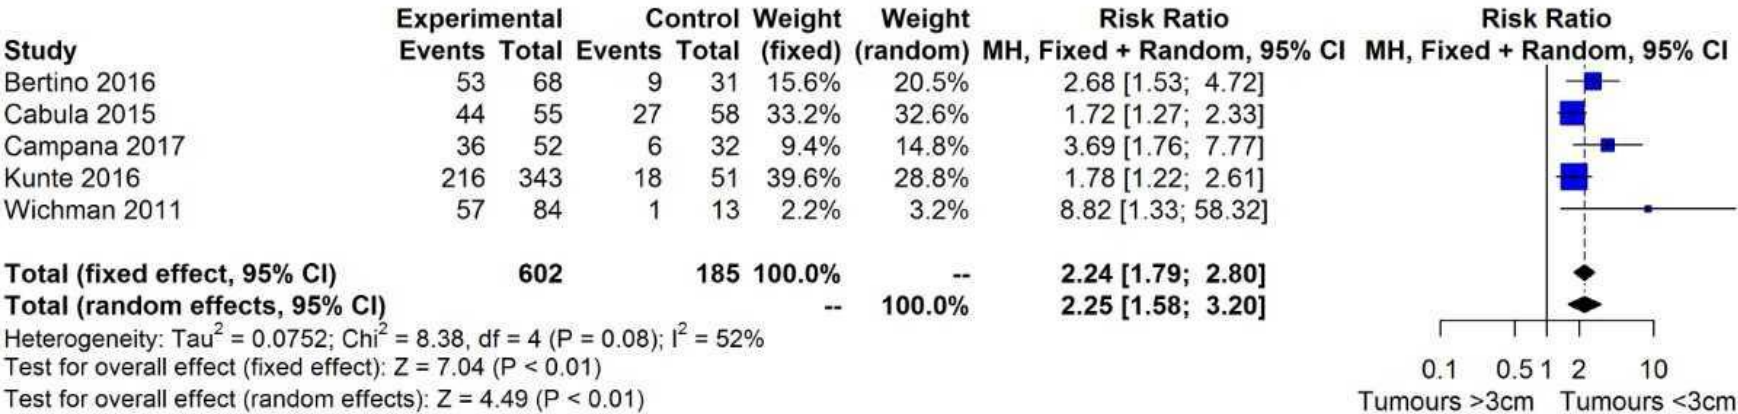 Experimental Control Weight Weight Risk Ratio Risk Ratio
Study Events Total Events Total (fixed) (random) MH, Fixed + Random, 95% CI MH, Fixed + Random, 95% CI
Bertino 2016 53 68 9 31 15.6% 20.5% 2.68 [1.53; 4.72]
Cabula 2015 44 55 27 58 33.2% 32.6% 1.72 [1.27; 2.33]
Campana 2017 36 52 6 32 9.4% 14.8% 3.69 [1.76; 7.77]
Kunte 2016 216 343 18 51 39.6% 28.8% 1.78 [1.22; 2.61]
Wichman 2011 57 84 1 13 2.2% 3.2% 8.82 [1.33; 58.32]
Total (fixed effect, 95% CI) 602 185 100.0% -- 2.24 [1.79; 2.80]
Total (random effects, 95% CI) -- 100.0% 2.25 [1.58; 3.20]
Heterogeneity: Tau² = 0.0752; Chi² = 8.38, df = 4 (P = 0.08); I² = 52%
Test for overall effect (fixed effect): Z = 7.04 (P < 0.01) 0.1 0.5 1 2 10
Test for overall effect (random effects): Z = 4.49 (P < 0.01) Tumours >3cm Tumours <3cm